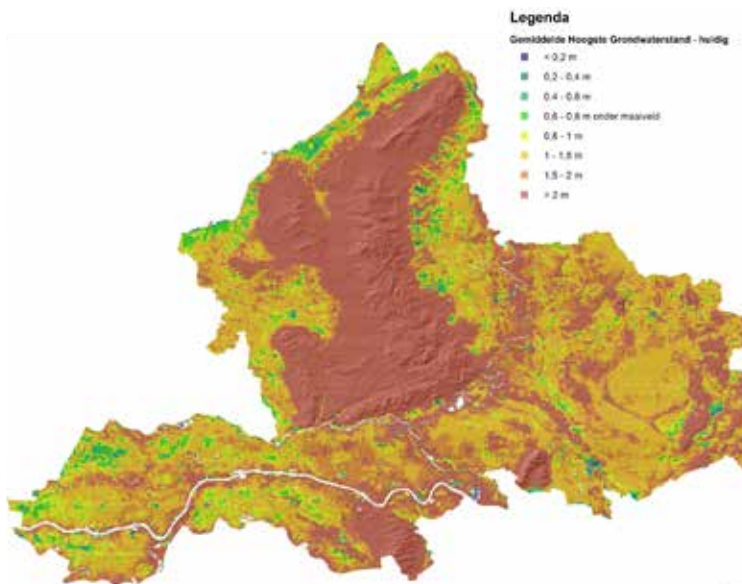 Legenda
Gemiddelde Hoogste Grondwaterstand - huidig
< 0,2 m
0,2 - 0,4 m
0,4 - 0,6 m
0,6 - 0,8 m onder maaiveld
0,8 - 1 m
1 - 1,5 m
1,5 - 2 m
> 2 m